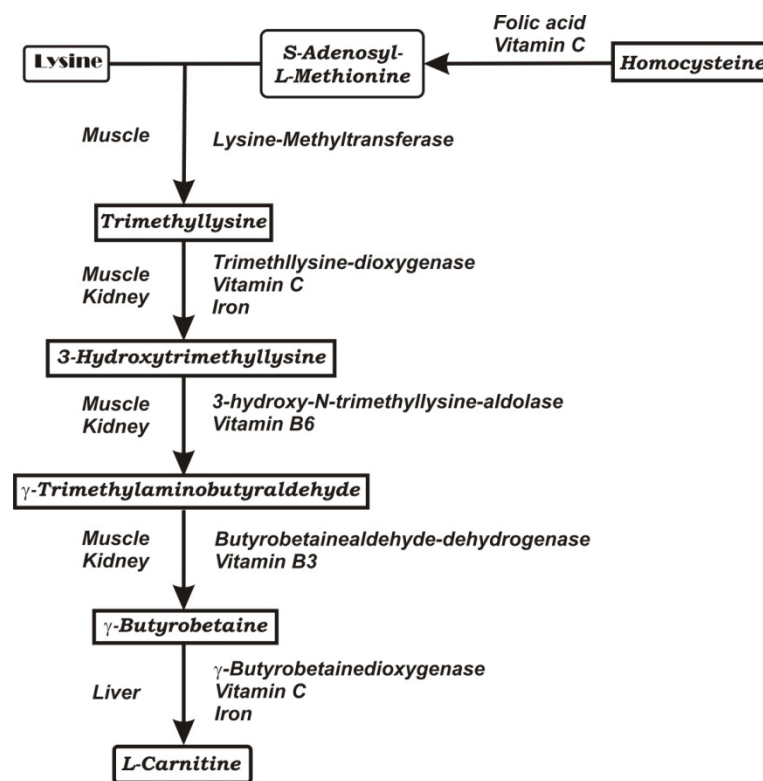 Folic acid
Vitamin C
Lysine
S-Adenosyl-
L-Methionine
Homocysteine
Muscle
Lysine-Methyltransferase
Trimethyllysine
Muscle
Kidney
Trimethllysine-dioxygenase
Vitamin C
Iron
3-Hydroxytrimethyllysine
Muscle
Kidney
3-hydroxy-N-trimethyllysine-aldolase
Vitamin B6
γ-Trimethylaminobutyraldehyde
Muscle
Kidney
Butyrobetainealdehyde-dehydrogenase
Vitamin B3
γ-Butyrobetaine
Liver
γ-Butyrobetainedioxygenase
Vitamin C
Iron
L-Carnitine